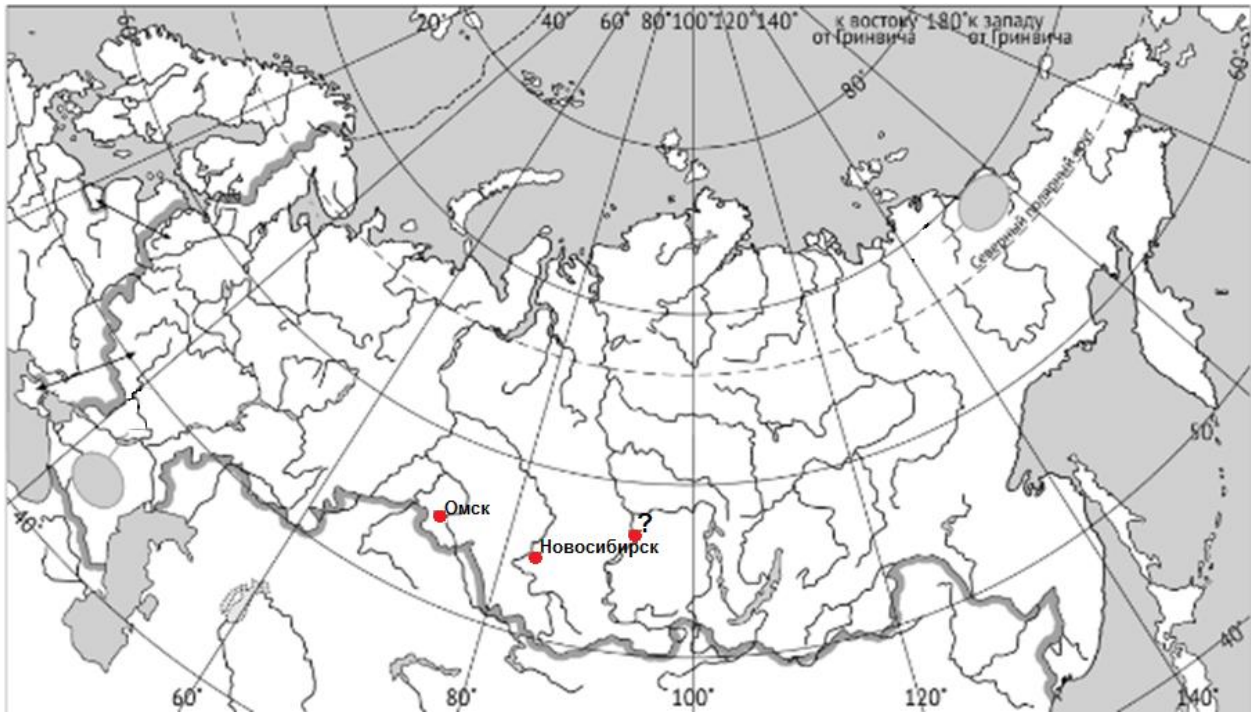 20˚ 40˚ 60˚ 80˚ 100˚ 120˚ 140˚ к востоку 180˚ к западу
от Гринвича от Гринвича
60˚
60˚
80˚
Северный полярный круг
50˚
40˚
Омск
?
Новосибирск
40˚
60˚ 80˚ 100˚ 120˚ 140˚